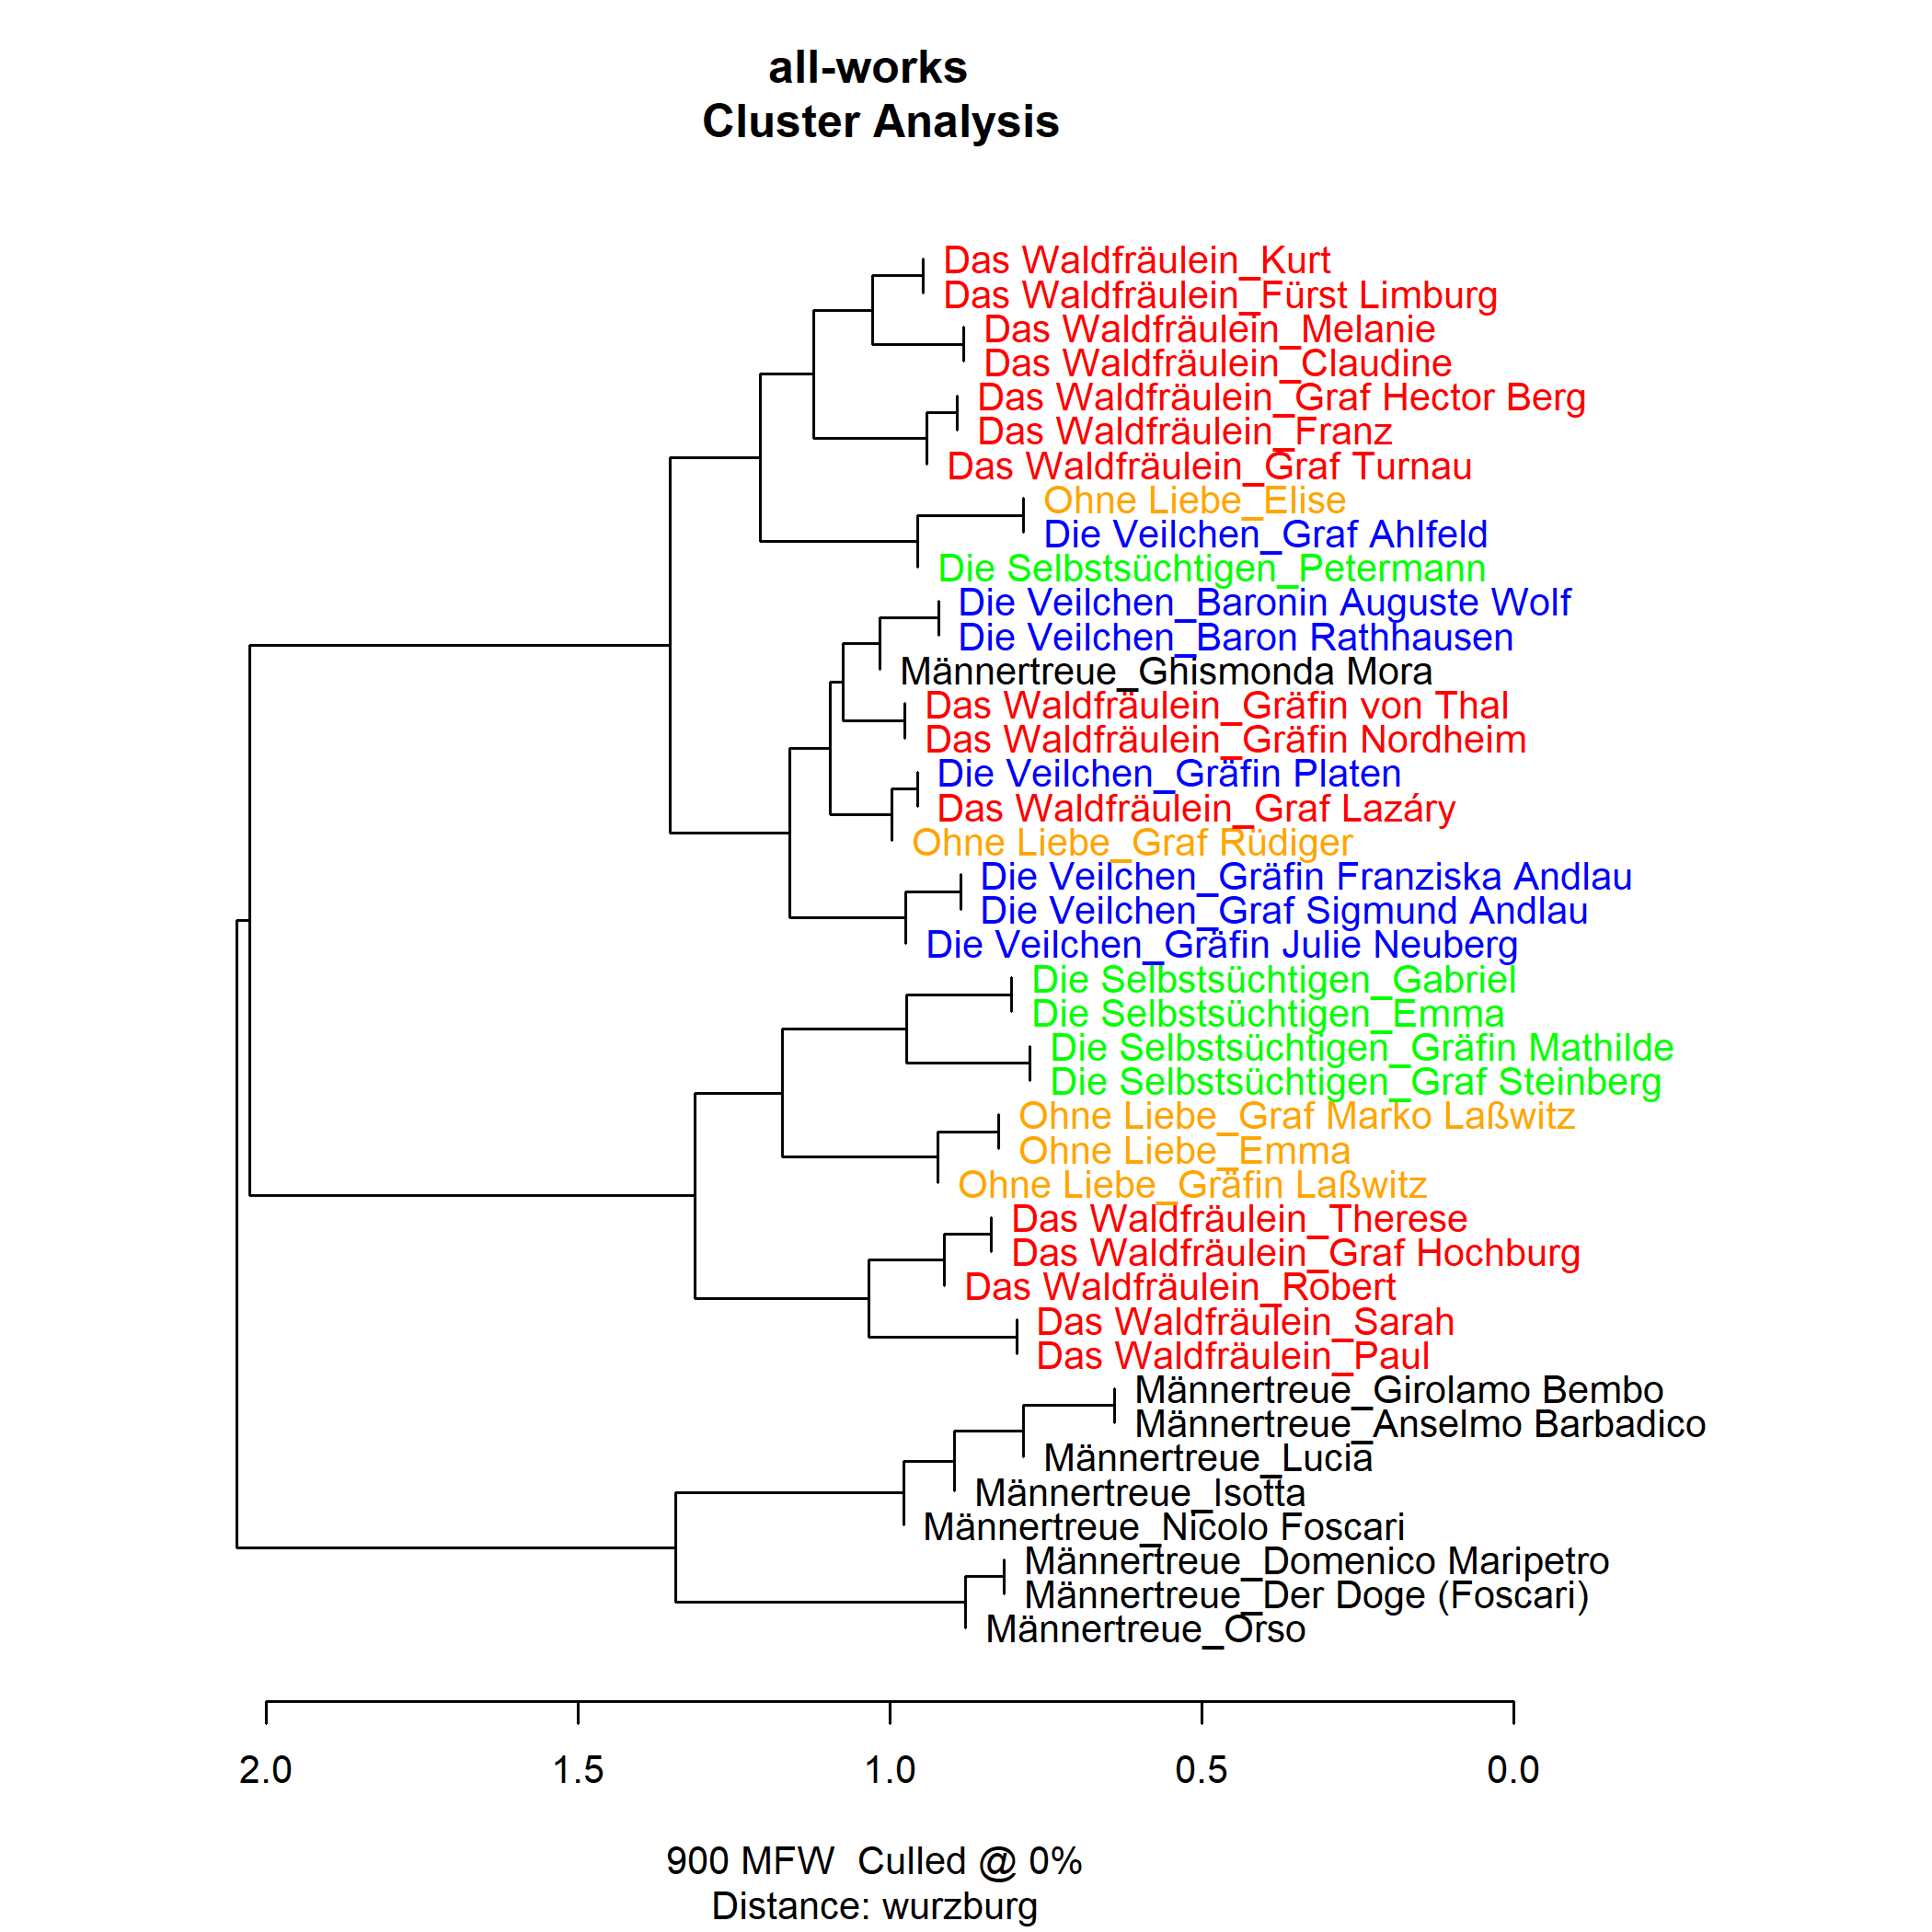 all-works
Cluster Analysis
Das Waldfräulein_Kurt
Das Waldfräulein_Fürst Limburg
Das Waldfräulein_Melanie
Das Waldfräulein_Claudine
Das Waldfräulein_Graf Hector Berg
Das Waldfräulein_Franz
Das Waldfräulein_Graf Turnau
Ohne Liebe_Elise
Die Veilchen_Graf Ahlfeld
Die Selbstsüchtigen_Petermann
Die Veilchen_Baronin Auguste Wolf
Die Veilchen_Baron Rathhausen
Männertreue_Ghismonda Mora
Das Waldfräulein_Gräfin von Thal
Das Waldfräulein_Gräfin Nordheim
Die Veilchen_Gräfin Platen
Das Waldfräulein_Graf Lazáry
Ohne Liebe_Graf Rüdiger
Die Veilchen_Gräfin Franziska Andlau
Die Veilchen_Graf Sigmund Andlau
Die Veilchen_Gräfin Julie Neuberg
Die Selbstsüchtigen_Gabriel
Die Selbstsüchtigen_Emma
Die Selbstsüchtigen_Gräfin Mathilde
Die Selbstsüchtigen_Graf Steinberg
Ohne Liebe_Graf Marko Laßwitz
Ohne Liebe_Emma
Ohne Liebe_Gräfin Laßwitz
Das Waldfräulein_Therese
Das Waldfräulein_Graf Hochburg
Das Waldfräulein_Robert
Das Waldfräulein_Sarah
Das Waldfräulein_Paul
Männertreue_Girolamo Bembo
Männertreue_Anselmo Barbadico
Männertreue_Lucia
Männertreue_Isotta
Männertreue_Nicolo Foscari
Männertreue_Domenico Maripetro
Männertreue_Der Doge (Foscari)
Männertreue_Orso
2.0 1.5 1.0 0.5 0.0
900 MFW  Culled @ 0%
Distance: wurzburg